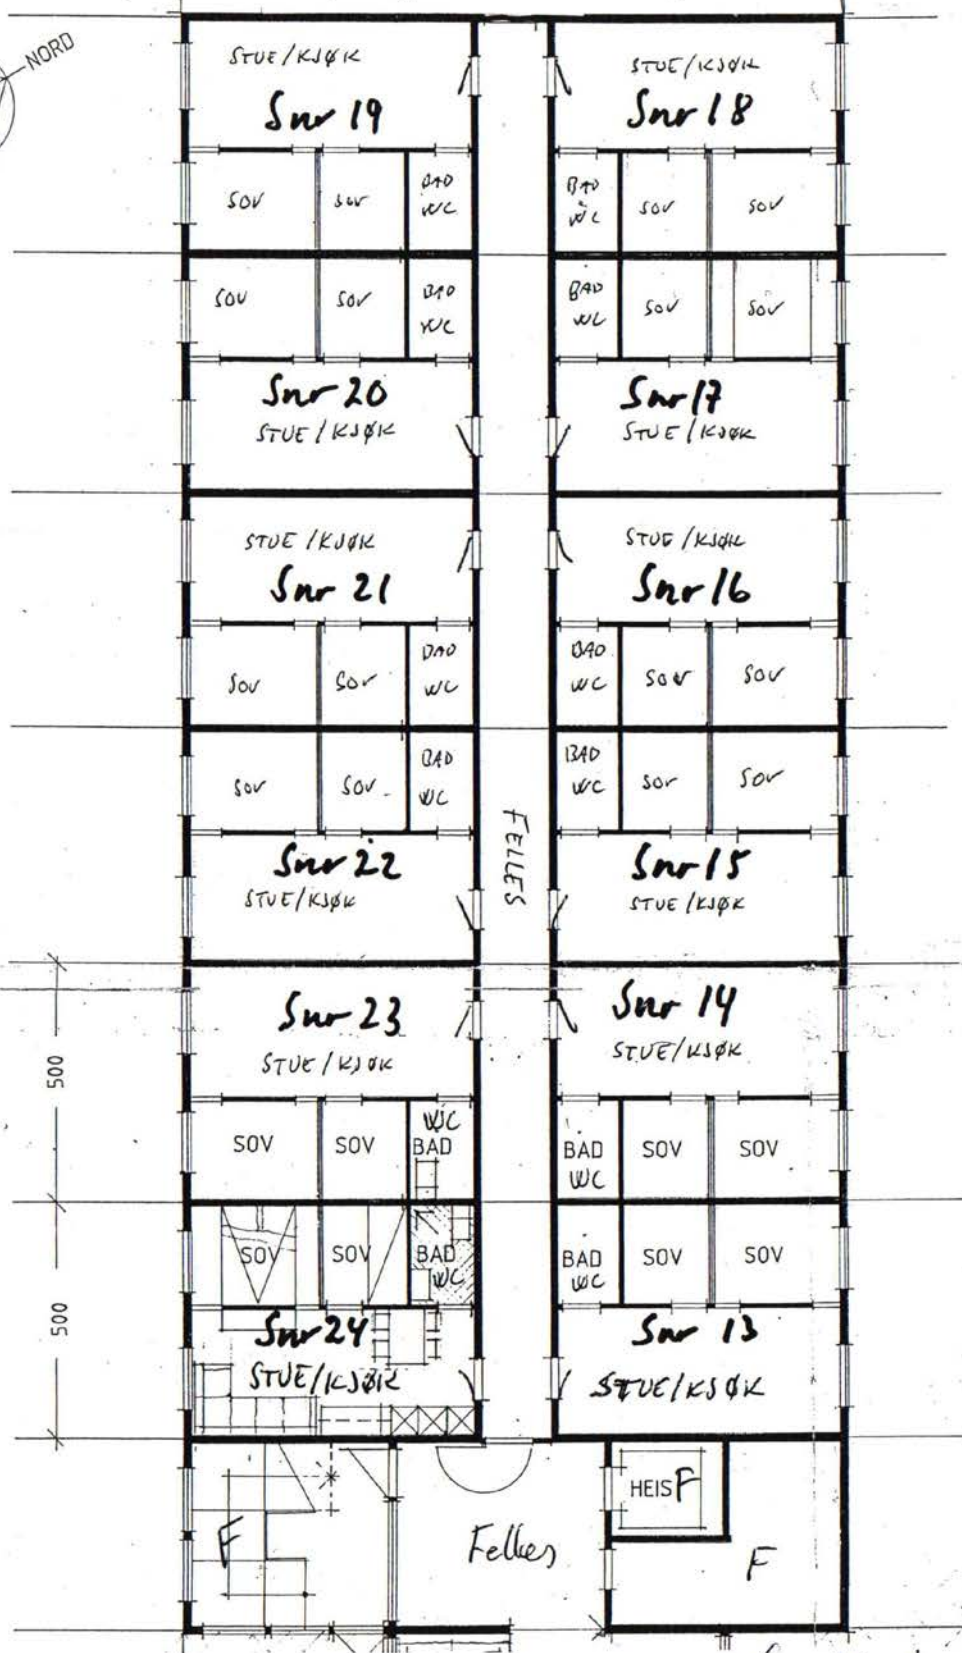 NORD
STUE/KJØK
Snr 19
SOV
SOV
BAD
WC
STUE/KJØK
Snr 18
BAD
WC
SOV
SOV
SOV
SOV
BAD
WC
Snr 20
STUE/KJØK
BAD
WC
SOV
SOV
Snr 17
STUE/KJØK
STUE/KJØK
Snr 21
SOV
SOV
BAD
WC
STUE/KJØK
Snr 16
BAD
WC
SOV
SOV
SOV
SOV
BAD
WC
Snr 22
STUE/KJØK
FELLES
BAD
WC
SOV
SOV
Snr 15
STUE/KJØK
500
Snr 23
STUE/KJØK
SOV
SOV
WC
BAD
Snr 14
STUE/KJØK
BAD
WC
SOV
SOV
500
SOV
SOV
BAD
WC
Snr 24
STUE/KJØK
BAD
WC
SOV
SOV
Snr 13
STUE/KJØK
F
Felles
HEIS F
F